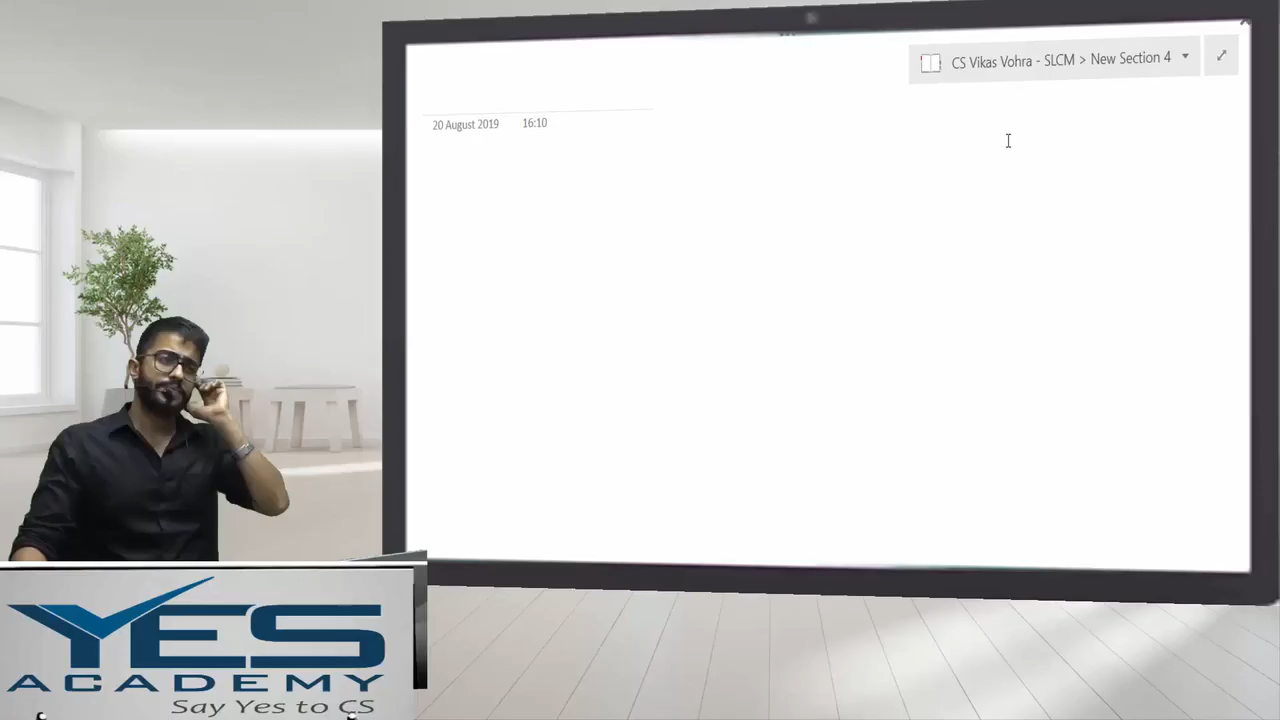 CS Vikas Vohra - SLCM > New Section 4
20 August 2019 16:10
YES
ACADEMY
Say Yes to CS